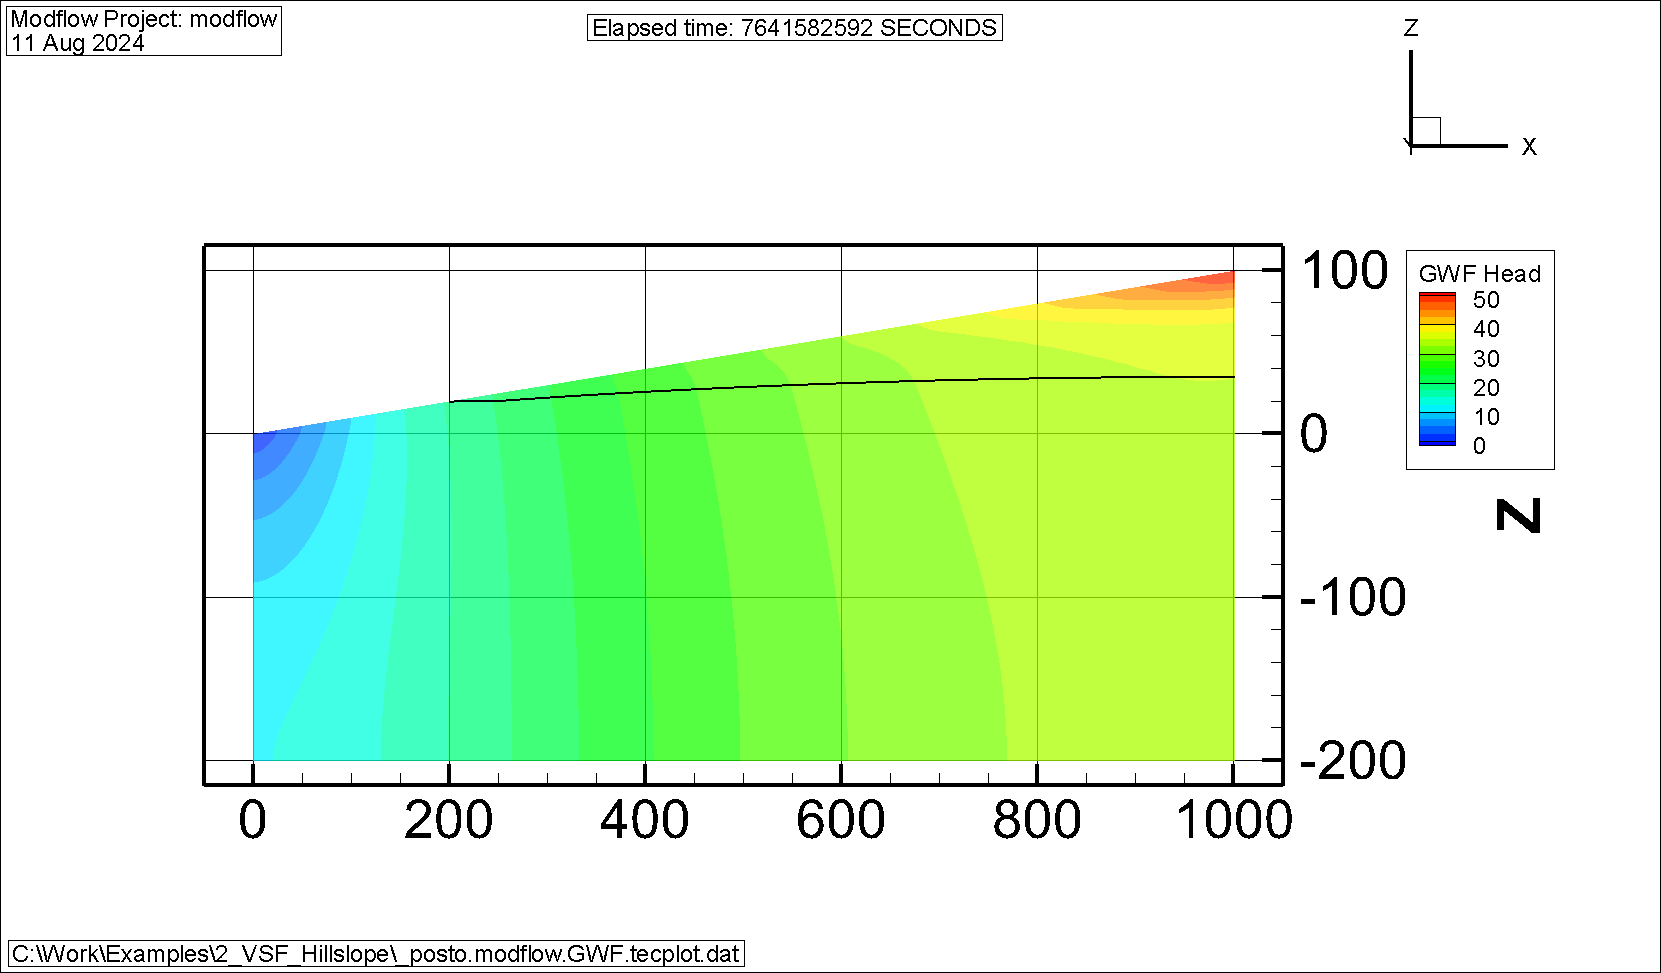 Modflow Project: modflow
11 Aug 2024
Elapsed time: 7641582592 SECONDS
Z
X
Y
100
0
-100
-200
Z
GWF Head
50
40
30
20
10
0
0
200
400
600
800
1000
C:\Work\Examples\2_VSF_Hillslope\_posto.modflow.GWF.tecplot.dat